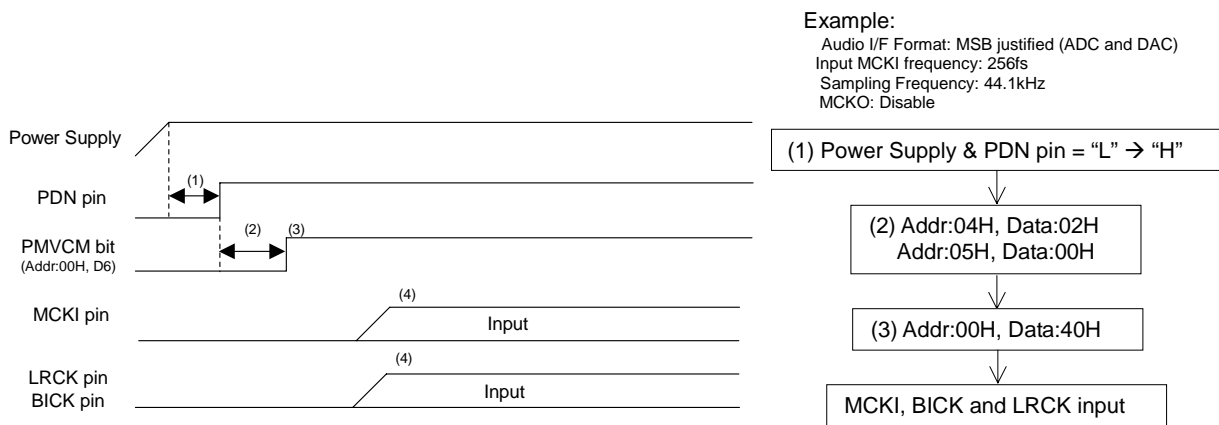 Example:
Audio I/F Format: MSB justified (ADC and DAC)
Input MCKI frequency: 256fs
Sampling Frequency: 44.1kHz
MCKO: Disable
Power Supply
(1)
PDN pin
(2)
(3)
PMVCM bit
(Addr:00H, D6)
(4)
MCKI pin
Input
(4)
LRCK pin
BICK pin
Input
(1) Power Supply & PDN pin = “L” → “H”
(2) Addr:04H, Data:02H
Addr:05H, Data:00H
(3) Addr:00H, Data:40H
MCKI, BICK and LRCK input